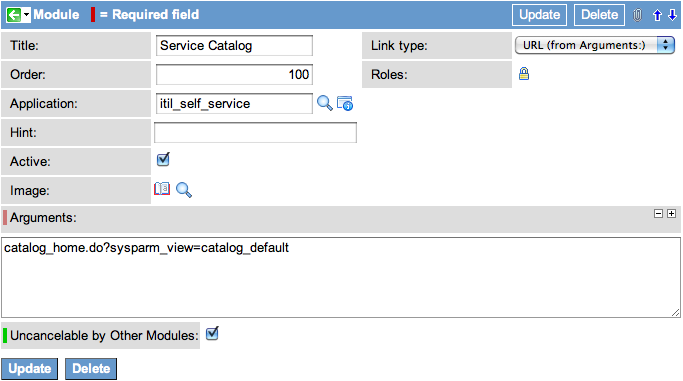 Module = Required field Update Delete
Title: Service Catalog Link type: URL (from Arguments:)
Order: 100 Roles:
Application: itil_self_service
Hint:
Active:
Image:
Arguments:
catalog_home.do?sysparm_view=catalog_default
Uncancelable by Other Modules:
Update Delete